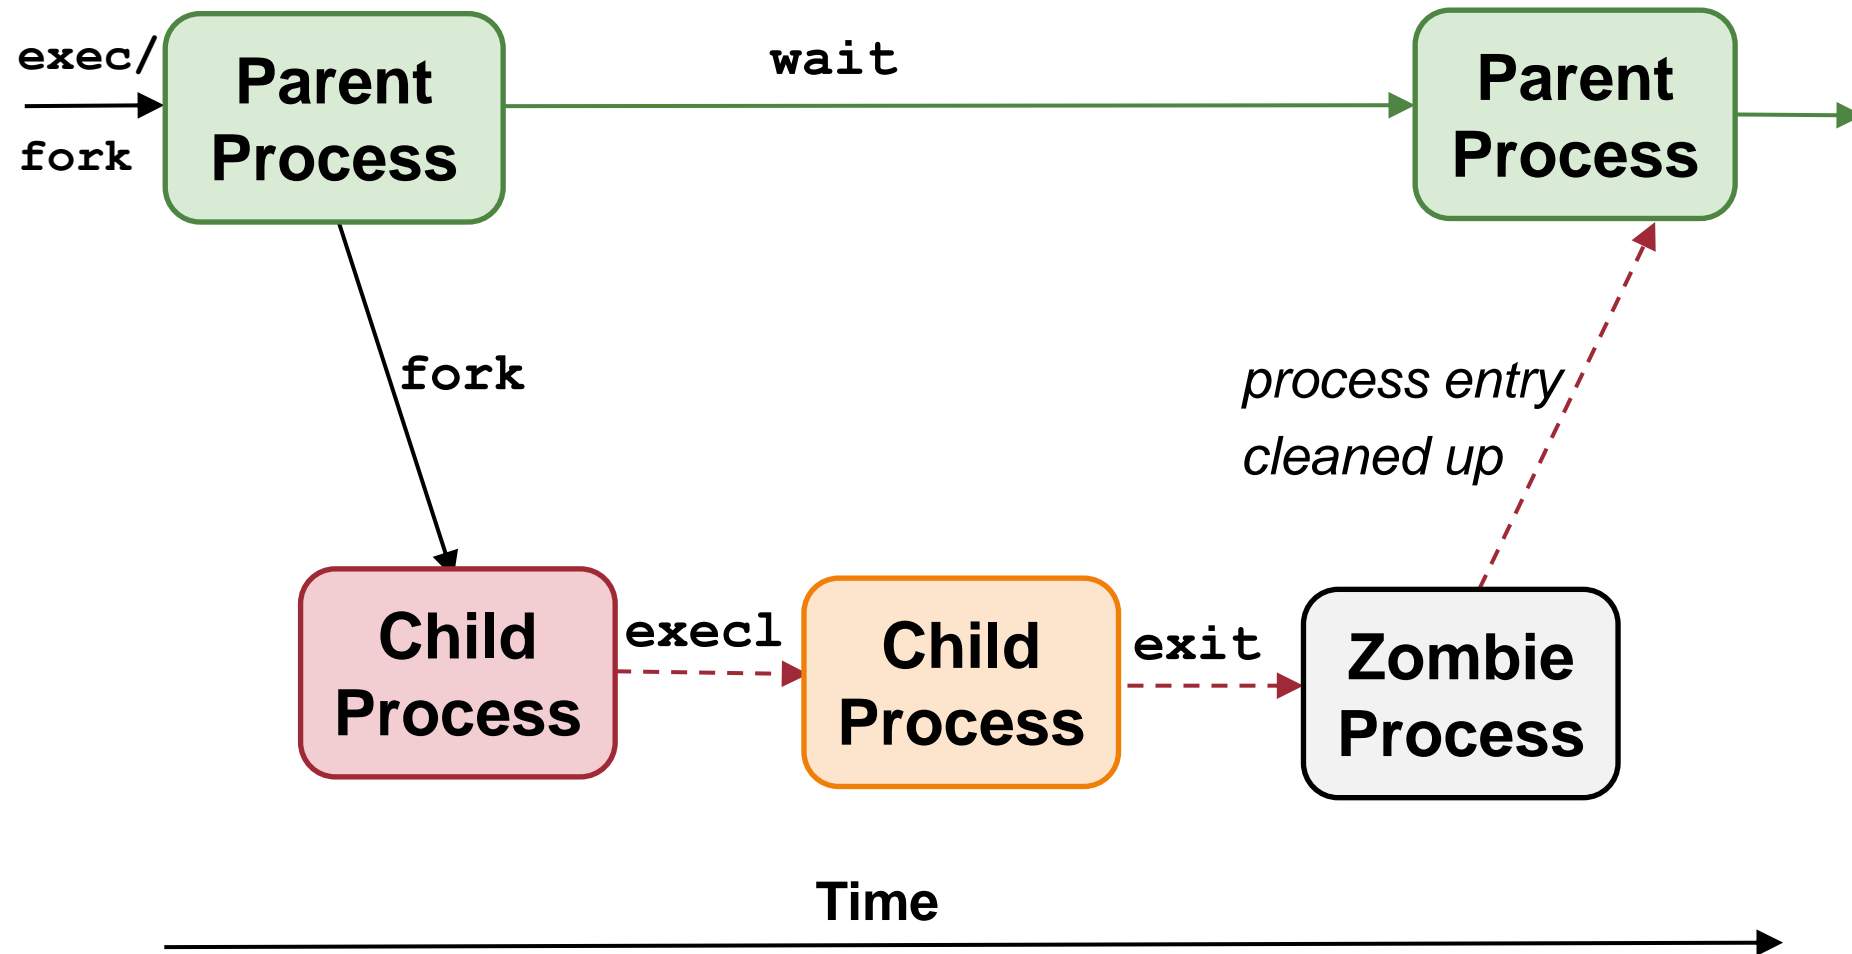 exec/
fork
Parent
Process
wait
Parent
Process
fork
process entry
cleaned up
Child
Process
execl
Child
Process
exit
Zombie
Process
Time